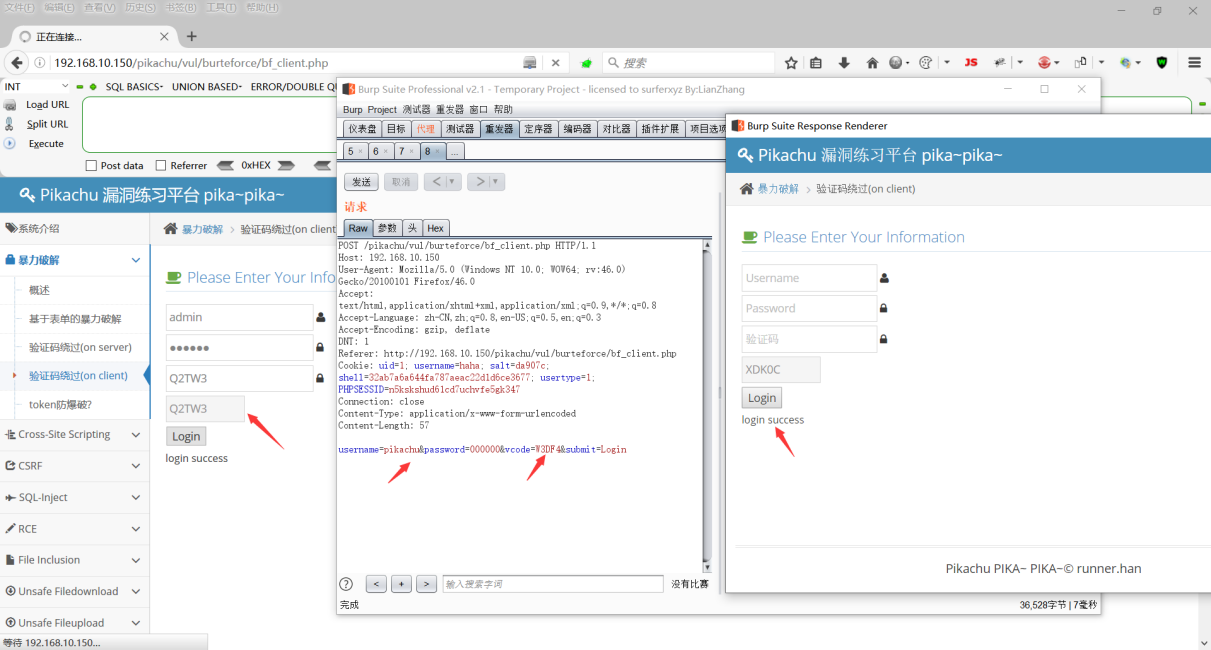 文件(F) 编辑(E) 查看(V) 历史(S) 书签(B) 工具(T) 帮助(H)
正在连接...
192.168.10.150/pikachu/vul/burteforce/bf_client.php
搜索
JS
INT
SQL BASICS- UNION BASED- ERROR/DOUBLE QU
Load URL
Split URL
Execute
Post data Referrer 0xHEX
Pikachu 漏洞练习平台 pika~pika~
系统介绍
暴力破解
概述
基于表单的暴力破解
验证码绕过(on server)
验证码绕过(on client)
token防爆破?
Cross-Site Scripting
CSRF
SQL-Inject
RCE
File Inclusion
Unsafe Filedownload
Unsafe Fileupload
等待 192.168.10.150...
暴力破解 > 验证码绕过(on client
Please Enter Your Info
admin
●●●●●●
Q2TW3
Q2TW3
Login
login success
Burp Suite Professional v2.1 - Temporary Project - licensed to surferxyz By:LianZhang
Burp Project 测试器 重发器 窗口 帮助
仪表盘 目标 代理 测试器 重发器 定序器 编码器 对比器 插件扩展 项目选项
5 × 6 × 7 × 8 × ...
发送 取消 < >
请求
Raw 参数 头 Hex
POST /pikachu/vul/burteforce/bf_client.php HTTP/1.1
Host: 192.168.10.150
User-Agent: Mozilla/5.0 (Windows NT 10.0; WOW64; rv:46.0)
Gecko/20100101 Firefox/46.0
Accept:
text/html,application/xhtml+xml,application/xml;q=0.9,*/*;q=0.8
Accept-Language: zh-CN,zh;q=0.8,en-US;q=0.5,en;q=0.3
Accept-Encoding: gzip, deflate
DNT: 1
Referer: http://192.168.10.150/pikachu/vul/burteforce/bf_client.php
Cookie: uid=1; username=haha; salt=da907c;
shell=32ab7a6a644fa787aeac22d1d6ce3677; usertype=1;
PHPSESSID=n5kskshud61cd7uchvfe5gk347
Connection: close
Content-Type: application/x-www-form-urlencoded
Content-Length: 57
username=pikachu&password=000000&vcode=W3DF4&submit=Login
? < + > 输入搜索字词 没有比赛
完成
36,528字节 | 7毫秒
Burp Suite Response Renderer
Pikachu 漏洞练习平台 pika~pika~
暴力破解 > 验证码绕过(on client)
Please Enter Your Information
Username
Password
验证码
XDK0C
Login
login success
Pikachu PIKA~ PIKA~© runner.han